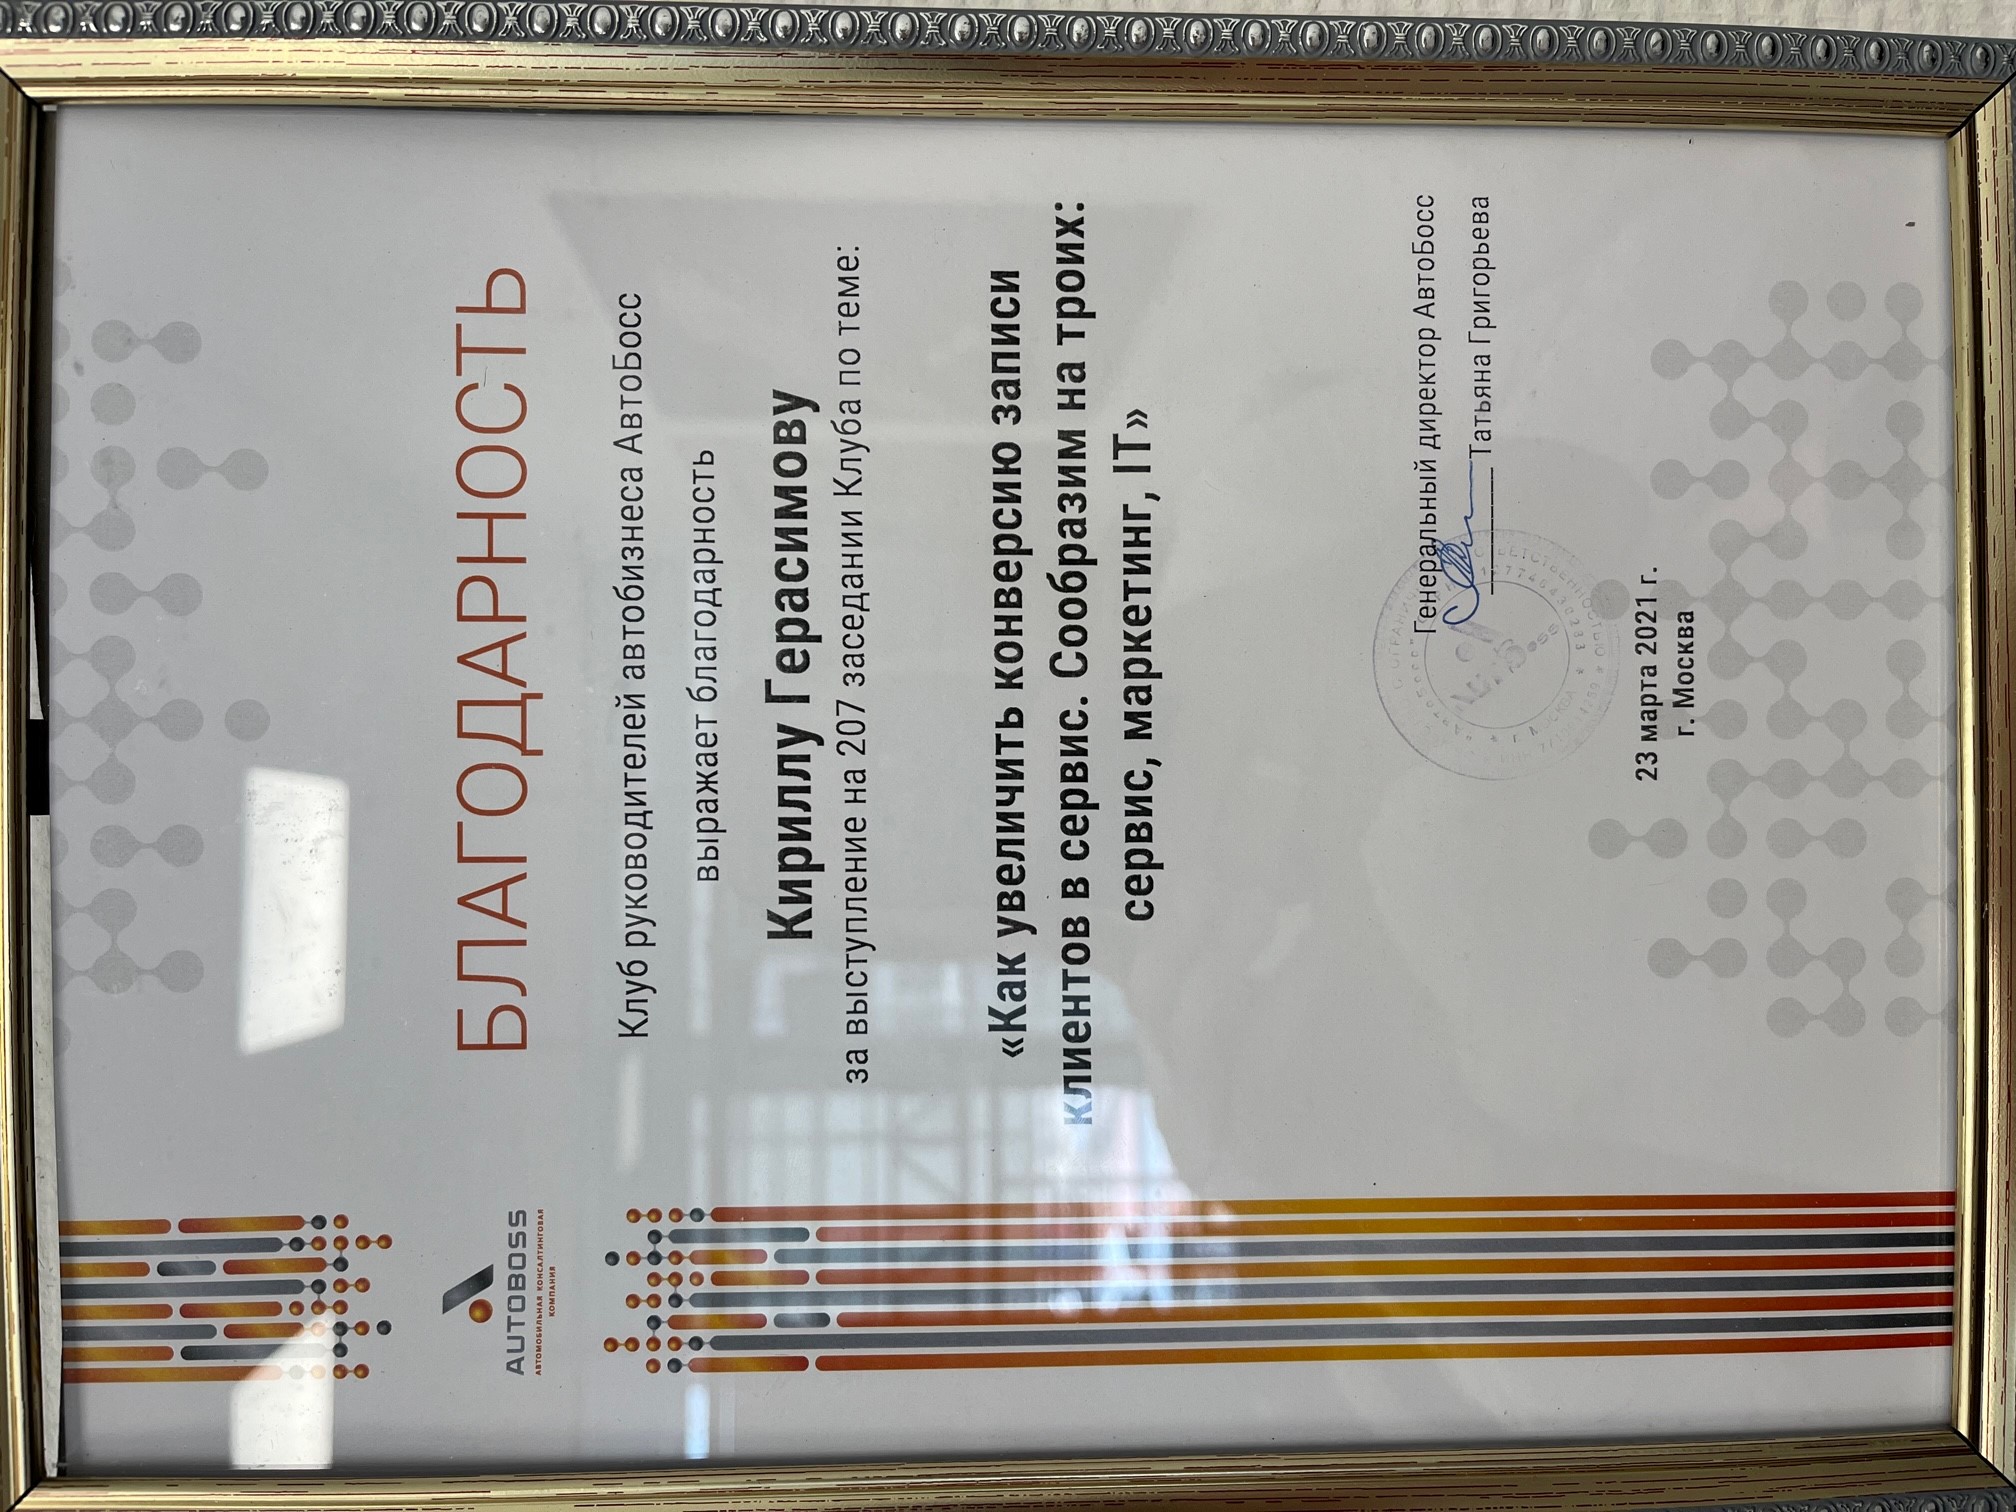 AUTOBOSS
АВТОМОБИЛЬНАЯ КОНСАЛТИНГОВАЯ
КОМПАНИЯ
БЛАГОДАРНОСТЬ
Клуб руководителей автобизнеса АвтоБосс
выражает благодарность
Кириллу Герасимову
за выступление на 207 заседании Клуба по теме:
«Как увеличить конверсию записи
клиентов в сервис. Сообразим на троих:
сервис, маркетинг, IT»
Генеральный директор АвтоБосс
Татьяна Григорьева
23 марта 2021 г.
г. Москва